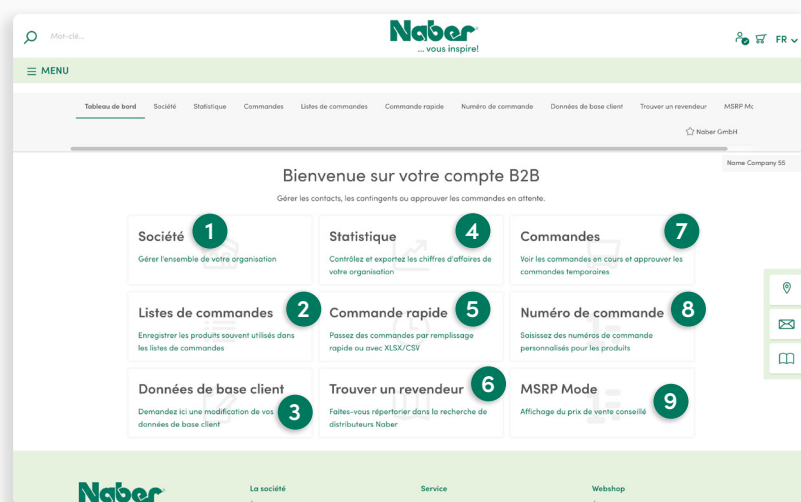 Mot-clé...
Naber®
... vous inspire!
FR
MENU
Tableau de bord Société Statistique Commandes Listes de commandes Commande rapide Numéro de commande Données de base client Trouver un revendeur MSRP Mc
Naber GmbH
Name Company 55
Bienvenue sur votre compte B2B
Gérer les contacts, les contingents ou approuver les commandes en attente.
Société 1
Gérer l'ensemble de votre organisation
Statistique 4
Contrôlez et exportez les chiffres d'affaires de
votre organisation
Commandes 7
Voir les commandes en cours et approuver les
commandes temporaires
Listes de commandes 2
Enregistrer les produits souvent utilisés dans
les listes de commandes
Commande rapide 5
Passez des commandes par remplissage
rapide ou avec XLSX/CSV
Numéro de commande 8
Saisissez des numéros de commande
personnalisés pour les produits
Données de base client 3
Demandez ici une modification de vos
données de base client
Trouver un revendeur 6
Faites-vous répertorier dans la recherche de
distributeurs Naber
MSRP Mode 9
Affichage du prix de vente conseillé
Naber
La société
Service
Webshop